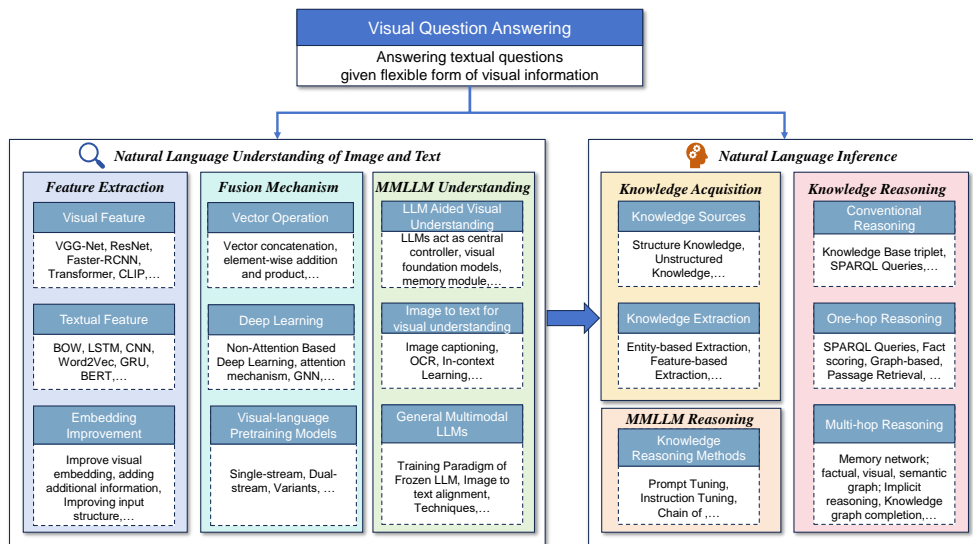 Visual Question Answering
Answering textual questions
given flexible form of visual information
Natural Language Understanding of Image and Text
Feature Extraction
Visual Feature
VGG-Net, ResNet,
Faster-RCNN,
Transformer, CLIP,…
Textual Feature
BOW, LSTM, CNN,
Word2Vec, GRU,
BERT,…
Embedding
Improvement
Improve visual
embedding, adding
additional information,
Improving input
structure,…
Fusion Mechanism
Vector Operation
Vector concatenation,
element-wise addition
and product,…
Deep Learning
Non-Attention Based
Deep Learning, attention
mechanism, GNN,…
Visual-language
Pretraining Models
Single-stream, Dual-
stream, Variants, …
MMLLM Understanding
LLM Aided Visual
Understanding
LLMs act as central
controller, visual
foundation models,
memory module,…
Image to text for
visual understanding
Image captioning,
OCR, In-context
Learning,…
General Multimodal
LLMs
Training Paradigm of
Frozen LLM, Image to
text alignment,
Techniques,…
Natural Language Inference
Knowledge Acquisition
Knowledge Sources
Structure Knowledge,
Unstructured
Knowledge,…
Knowledge Extraction
Entity-based Extraction,
Feature-based
Extraction,…
MMLLM Reasoning
Knowledge
Reasoning Methods
Prompt Tuning,
Instruction Tuning,
Chain of ,…
Knowledge Reasoning
Conventional
Reasoning
Knowledge Base triplet,
SPARQL Queries,…
One-hop Reasoning
SPARQL Queries, Fact
scoring, Graph-based,
Passage Retrieval, …
Multi-hop Reasoning
Memory network;
factual, visual, semantic
graph; Implicit
reasoning, Knowledge
graph completion,…